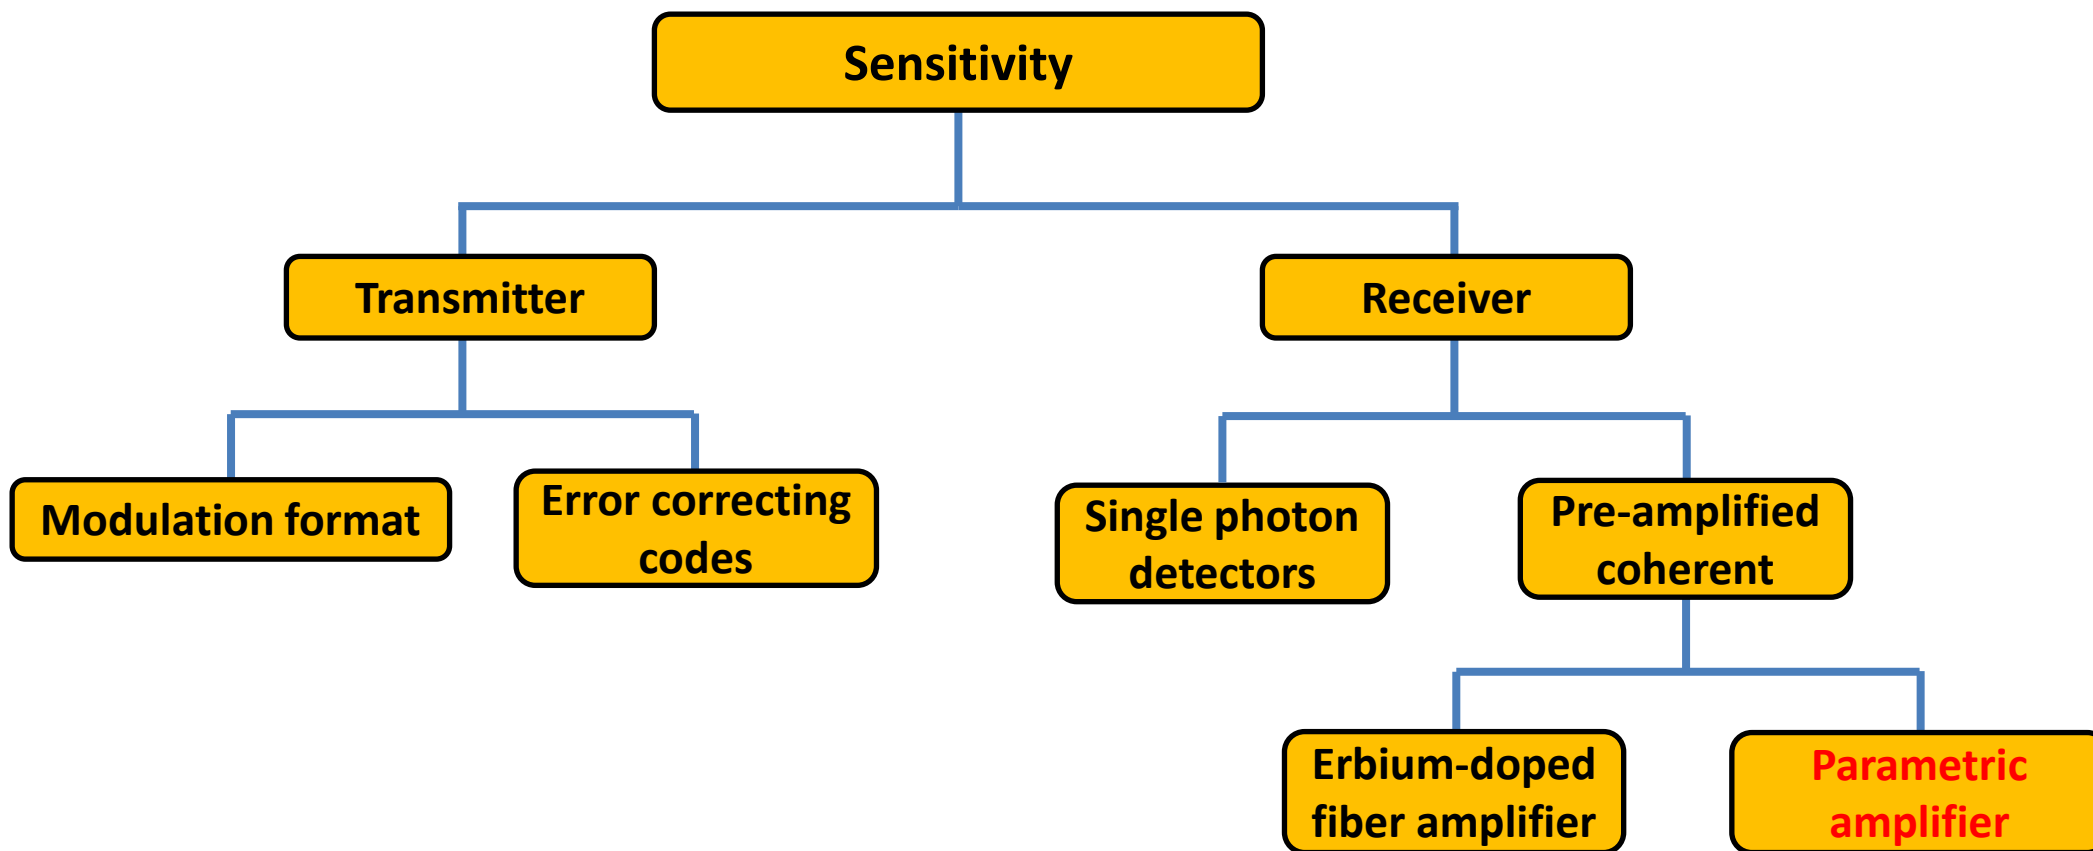 Sensitivity
Transmitter
Receiver
Modulation format
Error correcting
codes
Single photon
detectors
Pre-amplified
coherent
Erbium-doped
fiber amplifier
Parametric
amplifier